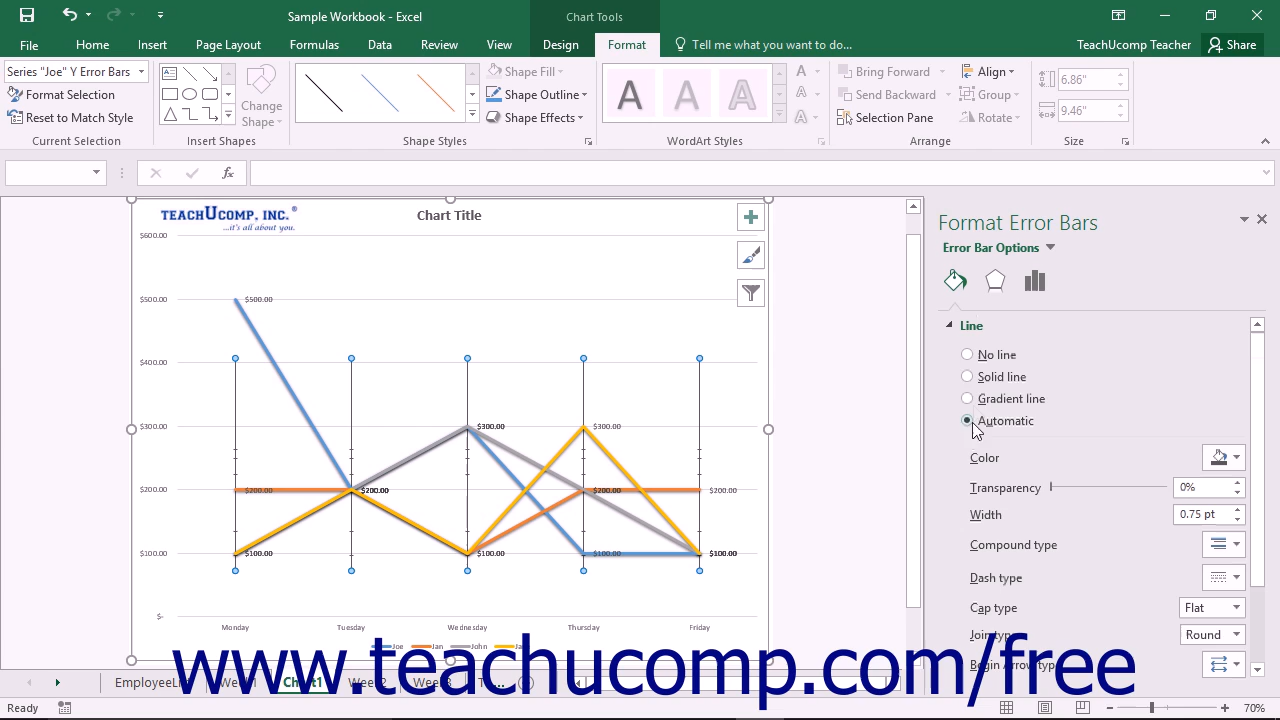 Sample Workbook - Excel
Chart Tools
File Home Insert Page Layout Formulas Data Review View Design Format Tell me what you want to do... TeachUcomp Teacher Share
Series "Joe" Y Error Bars
Format Selection
Reset to Match Style
Current Selection
Change
Shape
Insert Shapes
Shape Fill
Shape Outline
Shape Effects
Shape Styles
A A A
WordArt Styles
Bring Forward
Send Backward
Selection Pane
Align
Group
Rotate
Arrange
6.86"
9.46"
Size
fx
TEACHUCOMP, INC.®
...it's all about you.
Chart Title
$600.00
$500.00 $500.00
$400.00
$300.00 $300.00 $300.00
$200.00 $200.00 $200.00 $200.00 $200.00
$100.00 $100.00 $100.00 $100.00 $100.00
$-
Monday Tuesday Wednesday Thursday Friday
Joe Jan John
Format Error Bars
Error Bar Options
Line
No line
Solid line
Gradient line
Automatic
Color
Transparency 0%
Width 0.75 pt
Compound type
Dash type
Cap type Flat
Join type Round
Begin Arrow type
www.teachucomp.com/free
Chart1
Ready
70%